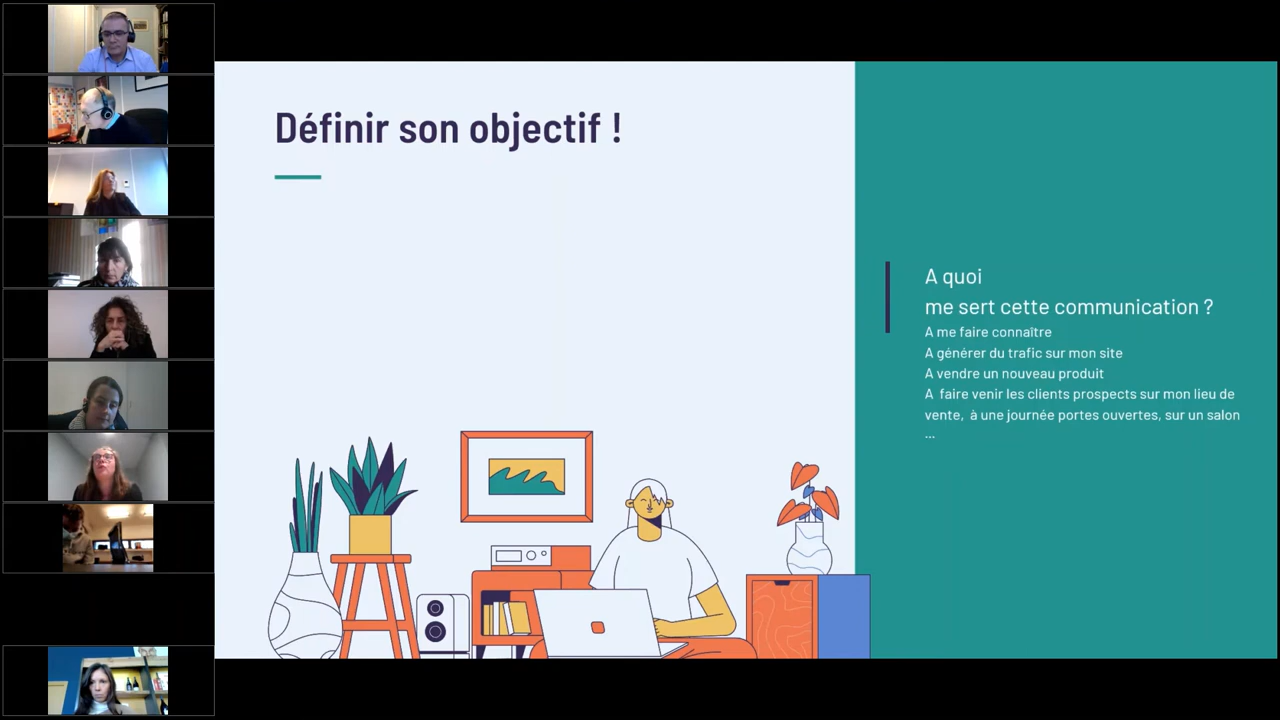 Définir son objectif !
A quoi
me sert cette communication ?
A me faire connaître
A générer du trafic sur mon site
A vendre un nouveau produit
A  faire venir les clients prospects sur mon lieu de
vente,  à une journée portes ouvertes, sur un salon
...